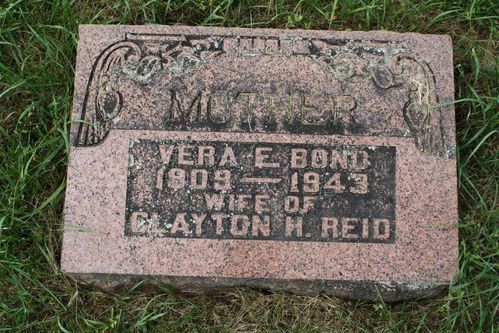 MOTHER
VERA E. BOND
1909 — 1943
WIFE OF
CLAYTON H. REID